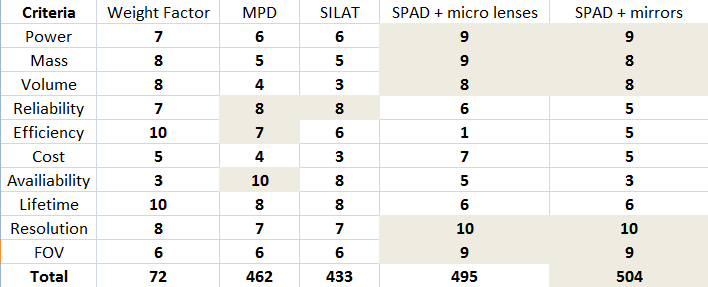 Criteria Weight Factor MPD SILAT SPAD + micro lenses SPAD + mirrors
Power 7 6 6 9 9
Mass 8 5 5 9 8
Volume 8 4 3 8 8
Reliability 7 8 8 6 5
Efficiency 10 7 6 1 5
Cost 5 4 3 7 5
Availiability 3 10 8 5 3
Lifetime 10 8 8 6 6
Resolution 8 7 7 10 10
FOV 6 6 6 9 9
Total 72 462 433 495 504